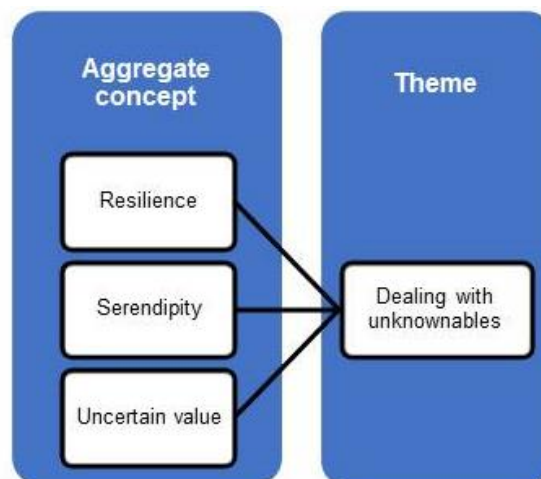 Aggregate
concept
Theme
Resilience
Serendipity
Dealing with
unknownables
Uncertain value